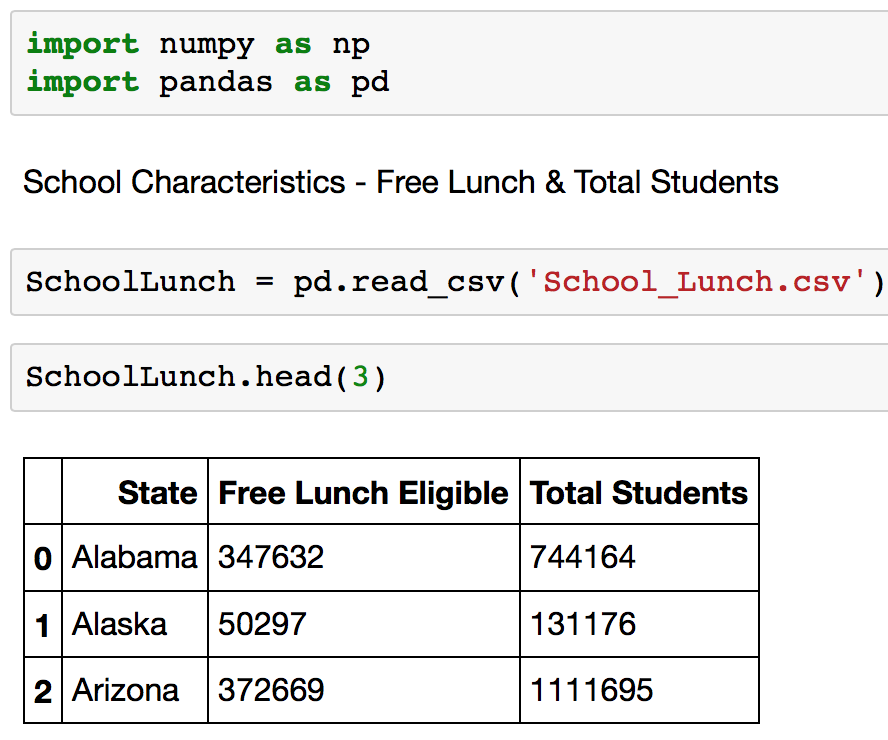 import numpy as np
import pandas as pd
School Characteristics - Free Lunch & Total Students
SchoolLunch = pd.read_csv('School_Lunch.csv')
SchoolLunch.head(3)
State Free Lunch Eligible Total Students
0 Alabama 347632 744164
1 Alaska 50297 131176
2 Arizona 372669 1111695